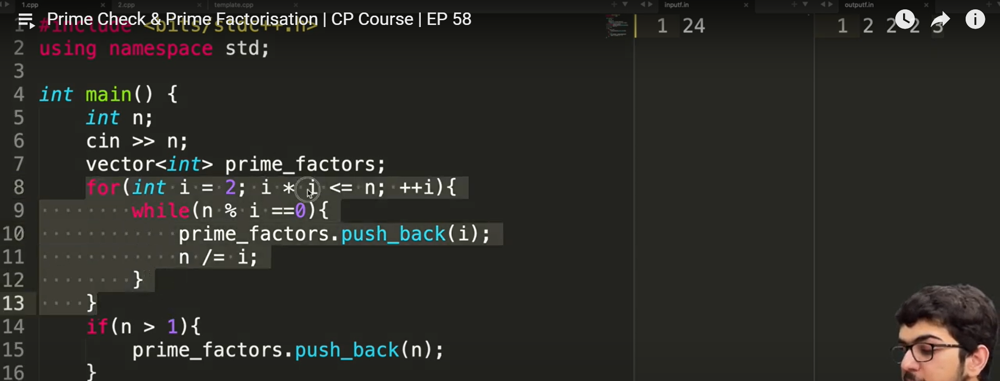 1.cpp 2.cpp template.cpp inputf.in outputf.in
Prime Check & Prime Factorisation | CP Course | EP 58
1 #include <bits/stdc++.h>
1 24
1 2 2 2 3
2 using namespace std;
3
4 int main() {
5 int n;
6 cin >> n;
7 vector<int> prime_factors;
8 for(int i = 2; i * i <= n; ++i){
9 while(n % i ==0){
10 prime_factors.push_back(i);
11 n /= i;
12 }
13 }
14 if(n > 1){
15 prime_factors.push_back(n);
16 }